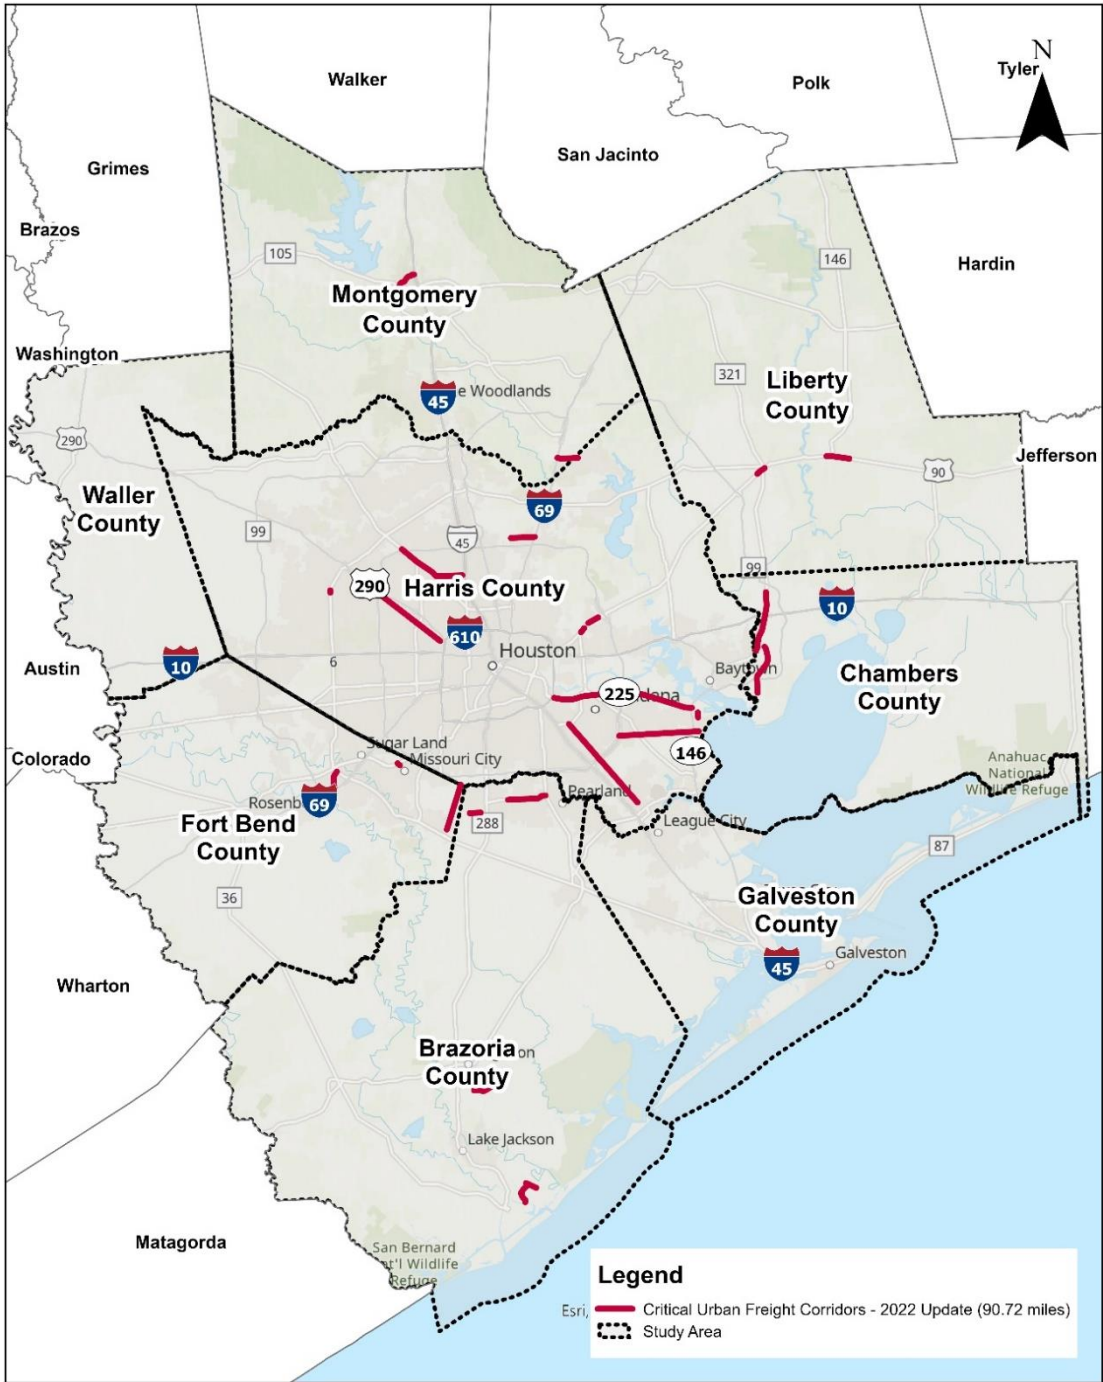 N
Tyler
Walker
Polk
San Jacinto
Grimes
Brazos
Hardin
105
146
Montgomery
County
Washington
321
Liberty
County
45
e Woodlands
290
90
Jefferson
Waller
County
69
99
45
99
290
Harris County
10
610
Houston
Austin
10
6
Baytown
Chambers
County
225
dena
Colorado
Sugar Land
Missouri City
146
Anahuac
National
Wildlife Refuge
Rosenb
69
Pearland
Fort Bend
County
288
League City
87
36
Galveston
County
45
Galveston
Wharton
Brazoria
County
on
Lake Jackson
Matagorda
San Bernard
at'l Wildlife
Refuge
Legend
Esri,
Critical Urban Freight Corridors - 2022 Update (90.72 miles)
Study Area